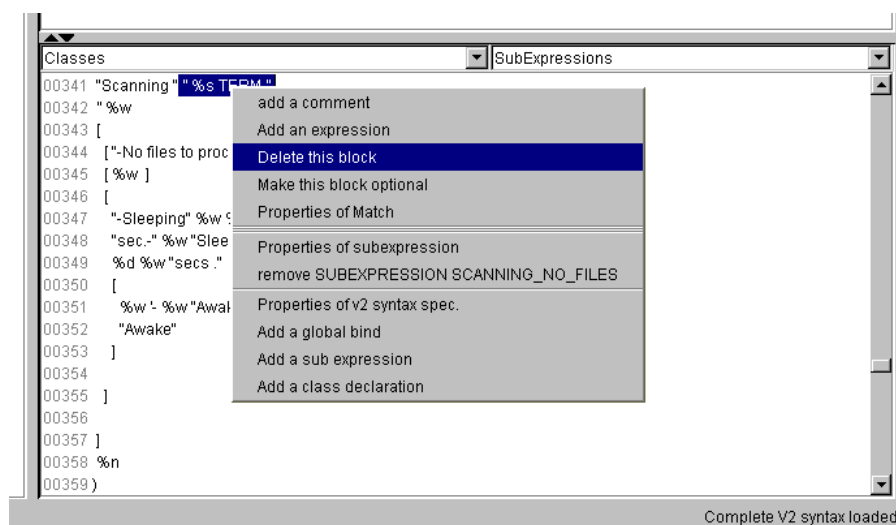 Classes SubExpressions
00341 "Scanning " " %s TERM "
00342 " %w
00343 [
00344 ["-No files to proc
00345 [ %w ]
00346 [
00347 "-Sleeping" %w
00348 "sec.-" %w "Slee
00349 %d %w "secs ."
00350 [
00351 %w '- %w "Awak
00352 "Awake"
00353 ]
00354
00355 ]
00356
00357 ]
00358 %n
00359 )
add a comment
Add an expression
Delete this block
Make this block optional
Properties of Match
Properties of subexpression
remove SUBEXPRESSION SCANNING_NO_FILES
Properties of v2 syntax spec.
Add a global bind
Add a sub expression
Add a class declaration
Complete V2 syntax loaded